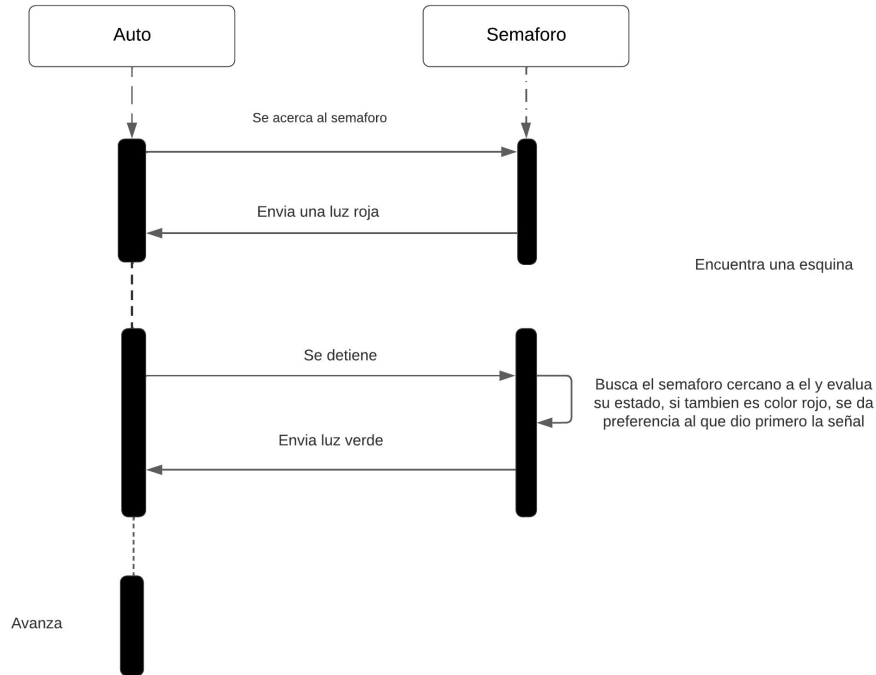 Auto
Semaforo
Se acerca al semaforo
Envia una luz roja
Encuentra una esquina
Se detiene
Busca el semaforo cercano a el y evalua
su estado, si tambien es color rojo, se da
preferencia al que dio primero la señal
Envia luz verde
Avanza